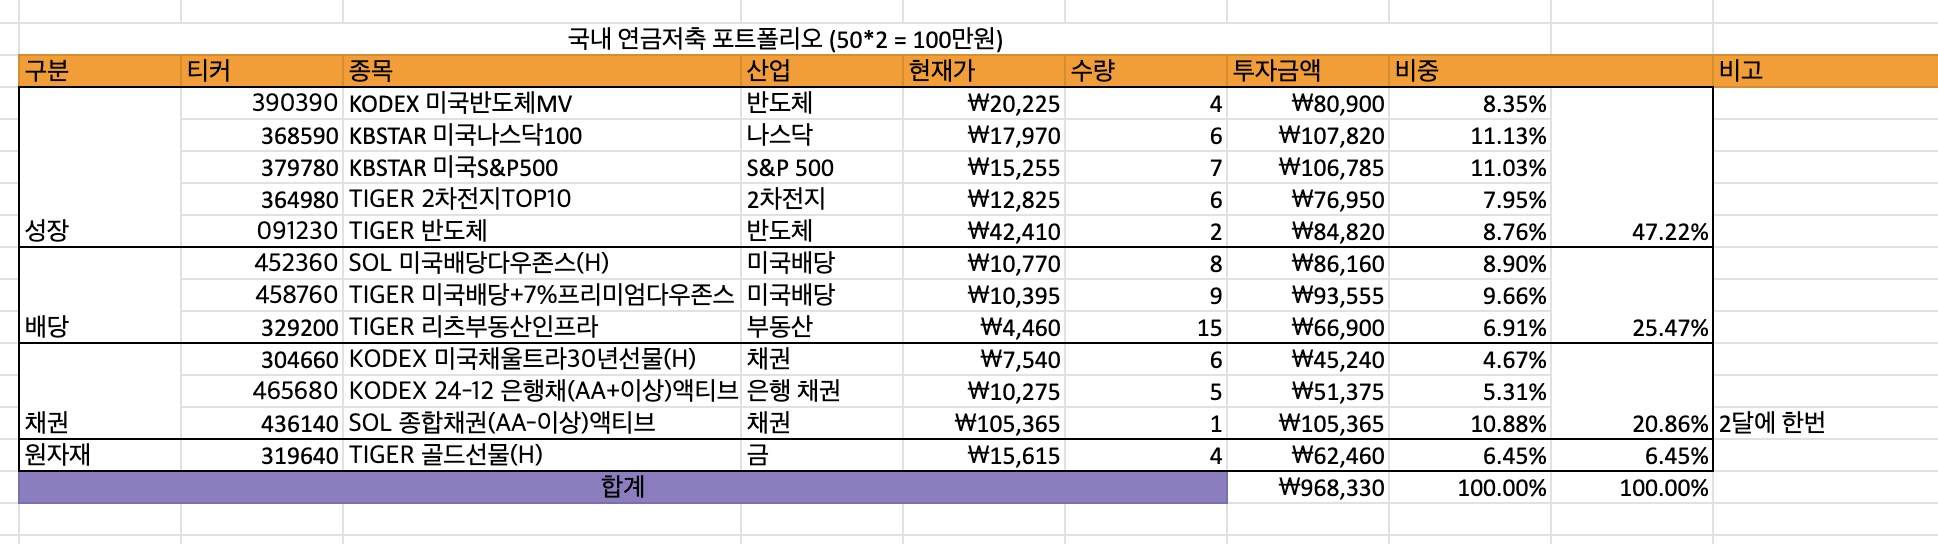 국내 연금저축 포트폴리오 (50*2 = 100만원)
구분 티커 종목 산업 현재가 수량 투자금액 비중 비고
390390 KODEX 미국반도체MV 반도체 ₩20,225 4 ₩80,900 8.35%
368590 KBSTAR 미국나스닥100 나스닥 ₩17,970 6 ₩107,820 11.13%
379780 KBSTAR 미국S&P500 S&P 500 ₩15,255 7 ₩106,785 11.03%
364980 TIGER 2차전지TOP10 2차전지 ₩12,825 6 ₩76,950 7.95%
성장 091230 TIGER 반도체 반도체 ₩42,410 2 ₩84,820 8.76% 47.22%
452360 SOL 미국배당다우존스(H) 미국배당 ₩10,770 8 ₩86,160 8.90%
458760 TIGER 미국배당+7%프리미엄다우존스 미국배당 ₩10,395 9 ₩93,555 9.66%
배당 329200 TIGER 리츠부동산인프라 부동산 ₩4,460 15 ₩66,900 6.91% 25.47%
304660 KODEX 미국채울트라30년선물(H) 채권 ₩7,540 6 ₩45,240 4.67%
465680 KODEX 24-12 은행채(AA+이상)액티브 은행 채권 ₩10,275 5 ₩51,375 5.31%
채권 436140 SOL 종합채권(AA-이상)액티브 채권 ₩105,365 1 ₩105,365 10.88% 20.86% 2달에 한번
원자재 319640 TIGER 골드선물(H) 금 ₩15,615 4 ₩62,460 6.45% 6.45%
합계 ₩968,330 100.00% 100.00%